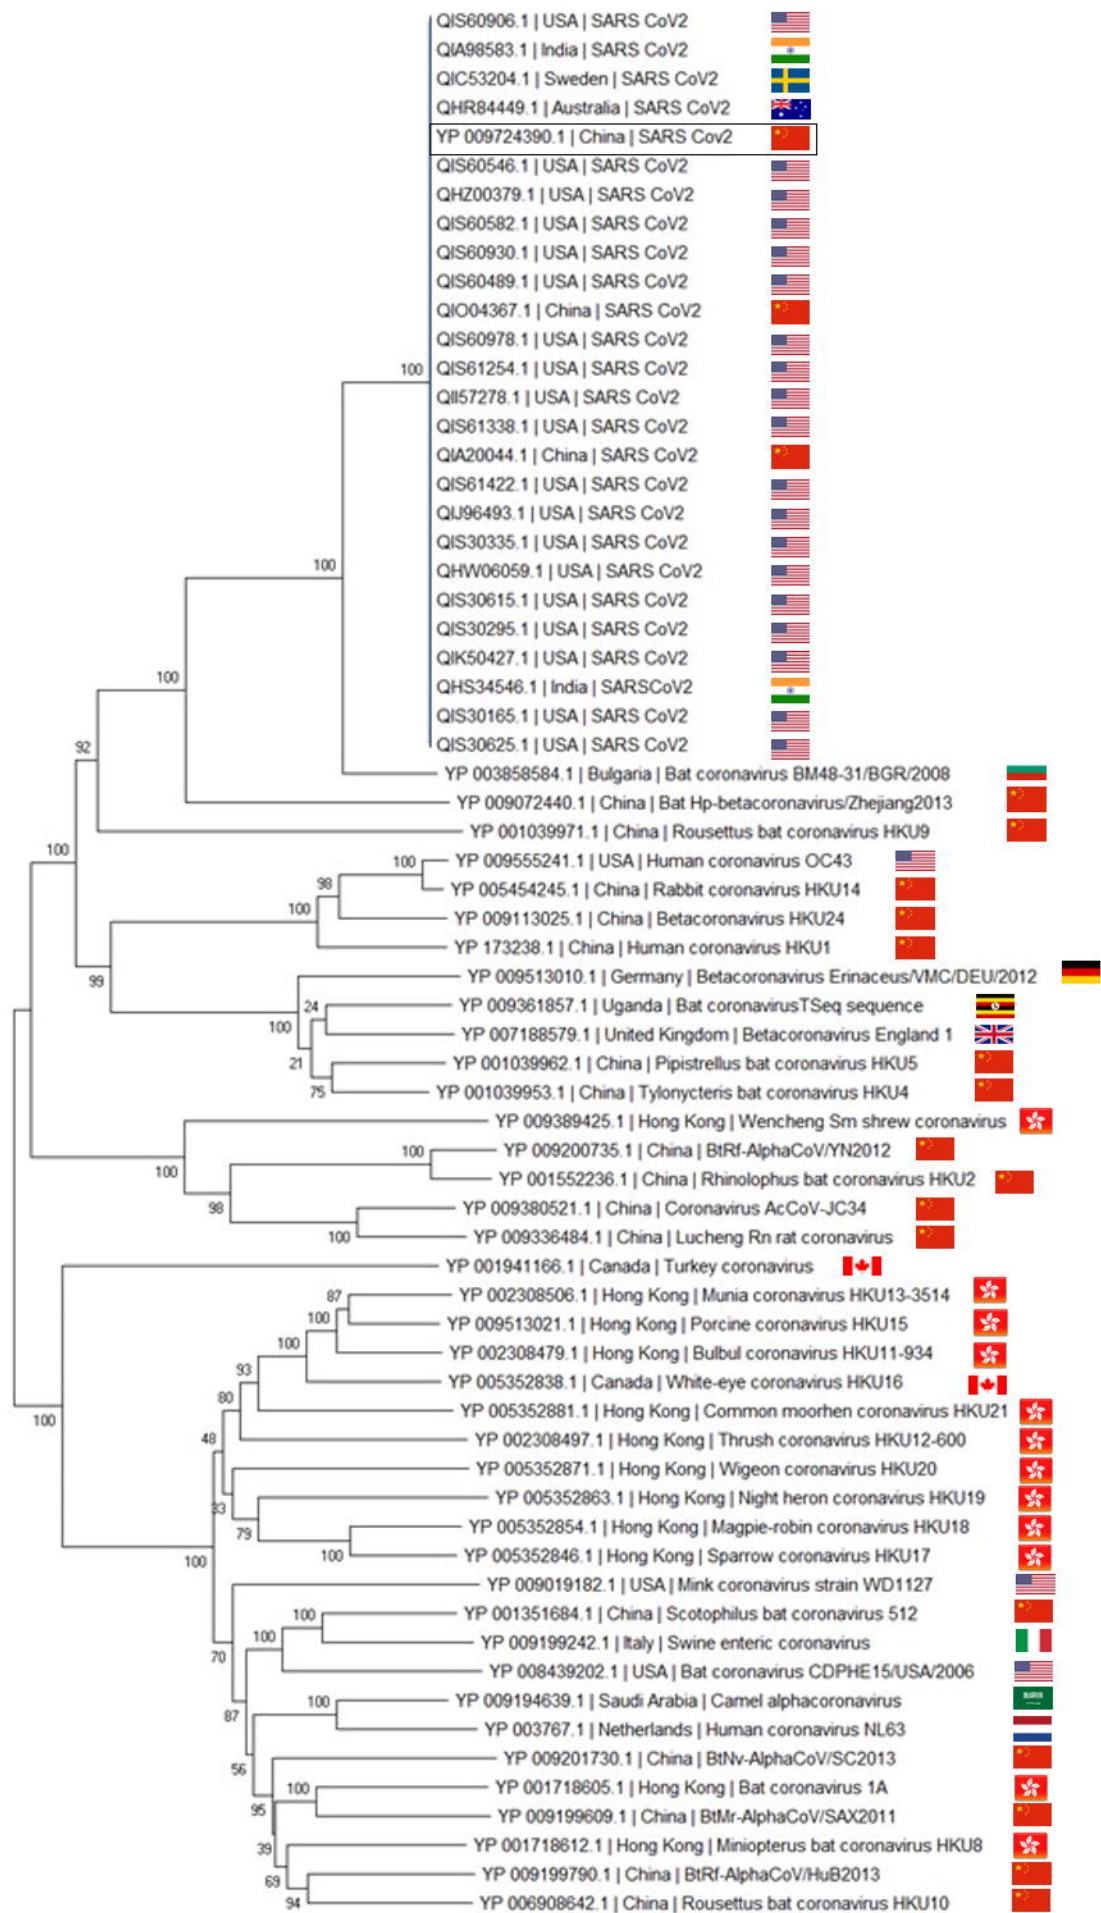 QIS60906.1 | USA | SARS CoV2
QIA98583.1 | India | SARS CoV2
QIC53204.1 | Sweden | SARS CoV2
QHR84449.1 | Australia | SARS CoV2
YP 009724390.1 | China | SARS Cov2
QIS60546.1 | USA | SARS CoV2
QHZ00379.1 | USA | SARS CoV2
QIS60582.1 | USA | SARS CoV2
QIS60930.1 | USA | SARS CoV2
QIS60489.1 | USA | SARS CoV2
QIO04367.1 | China | SARS CoV2
QIS60978.1 | USA | SARS CoV2
100
QIS61254.1 | USA | SARS CoV2
QII57278.1 | USA | SARS CoV2
QIS61338.1 | USA | SARS CoV2
QIA20044.1 | China | SARS CoV2
QIS61422.1 | USA | SARS CoV2
QIJ96493.1 | USA | SARS CoV2
QIS30335.1 | USA | SARS CoV2
100
QHW06059.1 | USA | SARS CoV2
QIS30615.1 | USA | SARS CoV2
QIS30295.1 | USA | SARS CoV2
QIK50427.1 | USA | SARS CoV2
100
QHS34546.1 | India | SARSCoV2
QIS30165.1 | USA | SARS CoV2
92
QIS30625.1 | USA | SARS CoV2
YP 003858584.1 | Bulgaria | Bat coronavirus BM48-31/BGR/2008
YP 009072440.1 | China | Bat Hp-betacoronavirus/Zhejiang2013
YP 001039971.1 | China | Rousettus bat coronavirus HKU9
100
100
YP 009555241.1 | USA | Human coronavirus OC43
98
YP 005454245.1 | China | Rabbit coronavirus HKU14
100
YP 009113025.1 | China | Betacoronavirus HKU24
YP 173238.1 | China | Human coronavirus HKU1
99
YP 009513010.1 | Germany | Betacoronavirus Erinaceus/VMC/DEU/2012
24
YP 009361857.1 | Uganda | Bat coronavirusTSeq sequence
100
YP 007188579.1 | United Kingdom | Betacoronavirus England 1
21
YP 001039962.1 | China | Pipistrellus bat coronavirus HKU5
75
YP 001039953.1 | China | Tylonycteris bat coronavirus HKU4
YP 009389425.1 | Hong Kong | Wencheng Sm shrew coronavirus
100
100
YP 009200735.1 | China | BtRf-AlphaCoV/YN2012
YP 001552236.1 | China | Rhinolophus bat coronavirus HKU2
98
YP 009380521.1 | China | Coronavirus AcCoV-JC34
100
YP 009336484.1 | China | Lucheng Rn rat coronavirus
YP 001941166.1 | Canada | Turkey coronavirus
87
YP 002308506.1 | Hong Kong | Munia coronavirus HKU13-3514
100
YP 009513021.1 | Hong Kong | Porcine coronavirus HKU15
100
YP 002308479.1 | Hong Kong | Bulbul coronavirus HKU11-934
93
YP 005352838.1 | Canada | White-eye coronavirus HKU16
80
YP 005352881.1 | Hong Kong | Common moorhen coronavirus HKU21
100
48
YP 002308497.1 | Hong Kong | Thrush coronavirus HKU12-600
YP 005352871.1 | Hong Kong | Wigeon coronavirus HKU20
33
YP 005352863.1 | Hong Kong | Night heron coronavirus HKU19
79
YP 005352854.1 | Hong Kong | Magpie-robin coronavirus HKU18
100
100
YP 005352846.1 | Hong Kong | Sparrow coronavirus HKU17
YP 009019182.1 | USA | Mink coronavirus strain WD1127
100
YP 001351684.1 | China | Scotophilus bat coronavirus 512
100
YP 009199242.1 | Italy | Swine enteric coronavirus
70
YP 008439202.1 | USA | Bat coronavirus CDPHE15/USA/2006
100
YP 009194639.1 | Saudi Arabia | Camel alphacoronavirus
87
YP 003767.1 | Netherlands | Human coronavirus NL63
YP 009201730.1 | China | BtNv-AlphaCoV/SC2013
56
100
YP 001718605.1 | Hong Kong | Bat coronavirus 1A
95
YP 009199609.1 | China | BtMr-AlphaCoV/SAX2011
39
YP 001718612.1 | Hong Kong | Miniopterus bat coronavirus HKU8
69
YP 009199790.1 | China | BtRf-AlphaCoV/HuB2013
94
YP 006908642.1 | China | Rousettus bat coronavirus HKU10